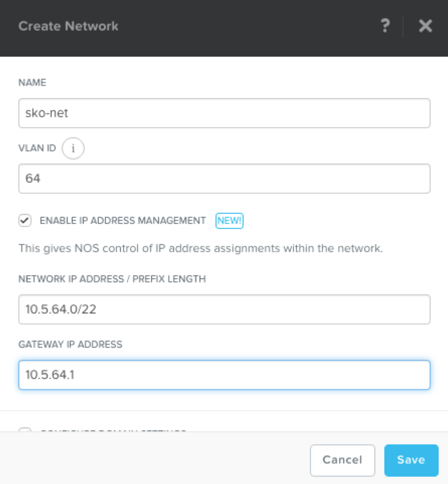 Create Network
?
NAME
sko-net
VLAN ID i
64
ENABLE IP ADDRESS MANAGEMENT NEW!
This gives NOS control of IP address assignments within the network.
NETWORK IP ADDRESS / PREFIX LENGTH
10.5.64.0/22
GATEWAY IP ADDRESS
10.5.64.1
Cancel
Save